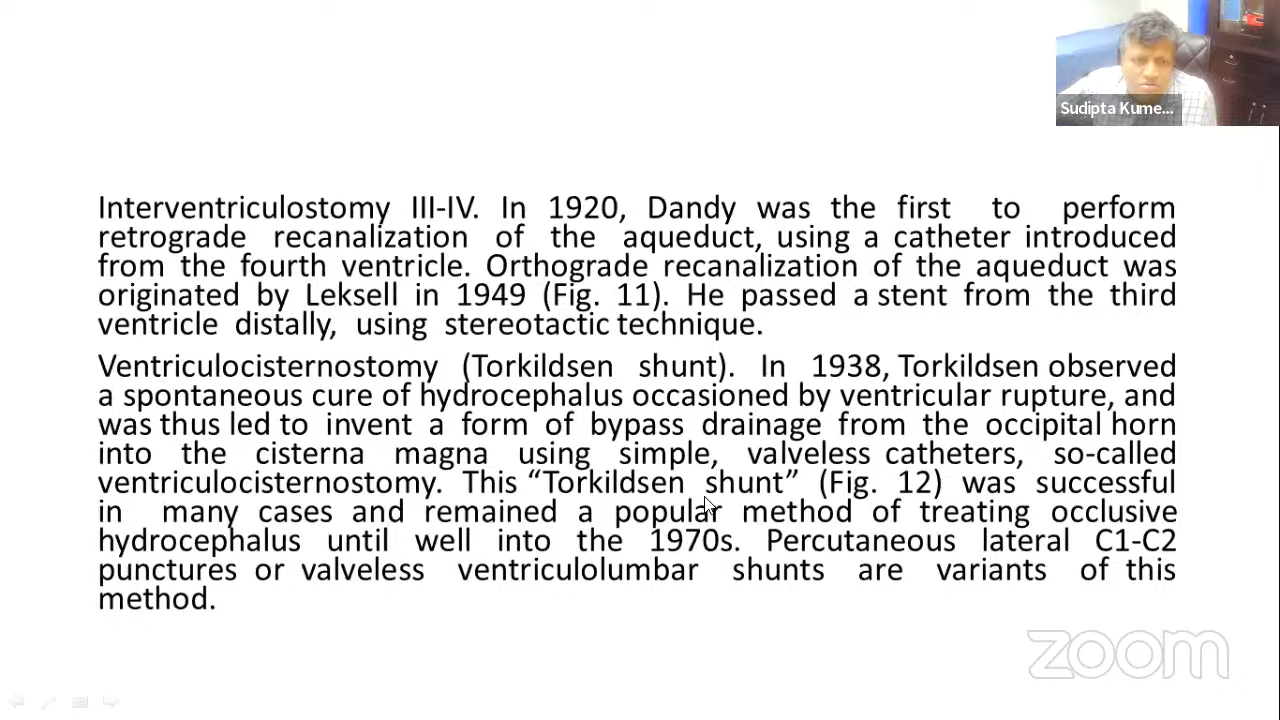 Sudipta Kume...
Interventriculostomy III-IV. In 1920, Dandy was the first to perform
retrograde recanalization of the aqueduct, using a catheter introduced
from the fourth ventricle. Orthograde recanalization of the aqueduct was
originated by Leksell in 1949 (Fig. 11). He passed a stent from the third
ventricle distally, using stereotactic technique.
Ventriculocisternostomy (Torkildsen shunt). In 1938, Torkildsen observed
a spontaneous cure of hydrocephalus occasioned by ventricular rupture, and
was thus led to invent a form of bypass drainage from the occipital horn
into the cisterna magna using simple, valveless catheters, so-called
ventriculocisternostomy. This “Torkildsen shunt” (Fig. 12) was successful
in many cases and remained a popular method of treating occlusive
hydrocephalus until well into the 1970s. Percutaneous lateral C1-C2
punctures or valveless ventriculolumbar shunts are variants of this
method.
zoom